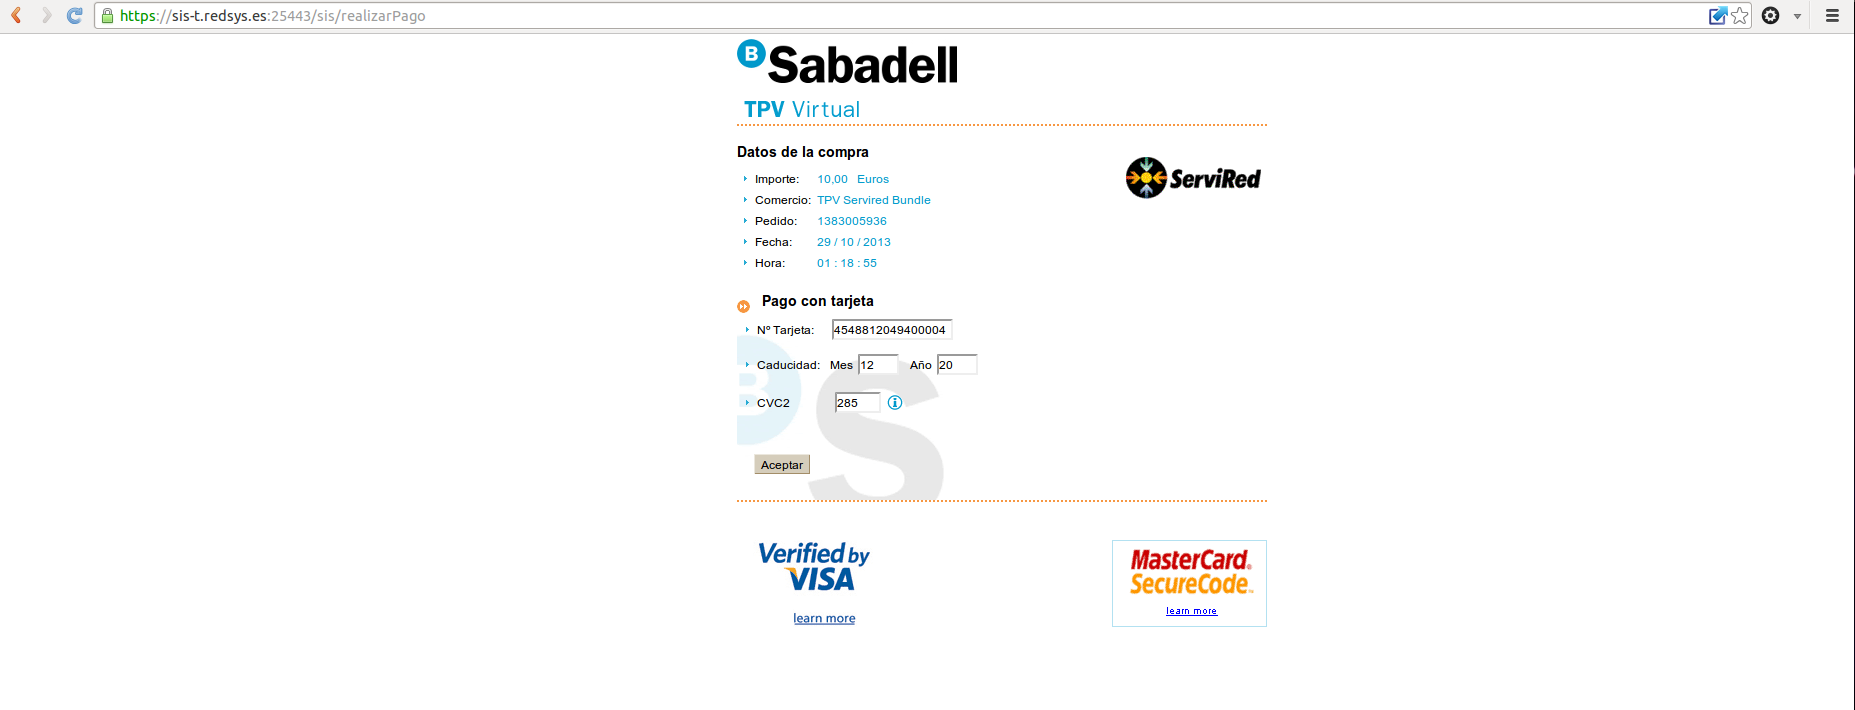 https://sis-t.redsys.es:25443/sis/realizarPago
B Sabadell
TPV Virtual
Datos de la compra
ServiRed
Importe: 10,00 Euros
Comercio: TPV Servired Bundle
Pedido: 1383005936
Fecha: 29 / 10 / 2013
Hora: 01 : 18 : 55
Pago con tarjeta
Nº Tarjeta: 4548812049400004
Caducidad: Mes 12 Año 20
CVC2 285
B S
Aceptar
Verified by
VISA
learn more
MasterCard.
SecureCode.
learn more